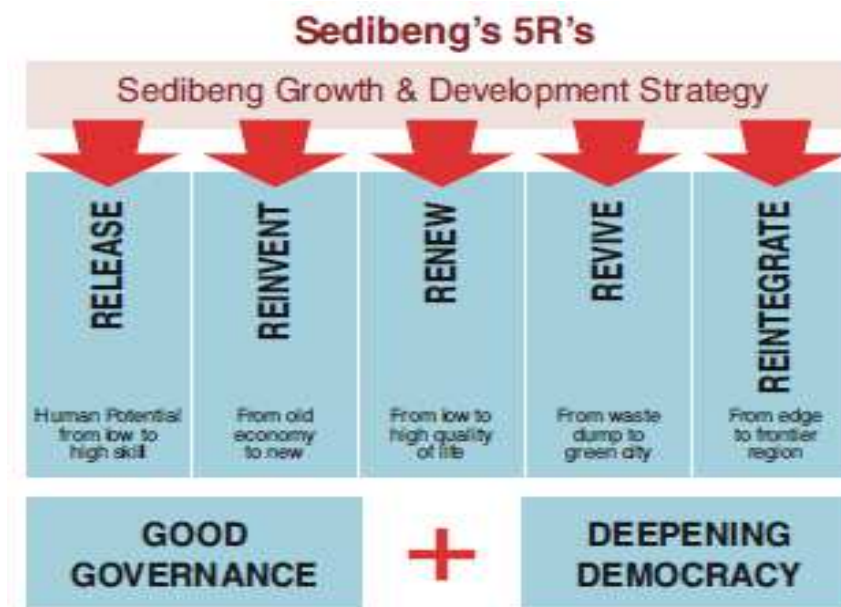 Sedibeng's 5R's
Sedibeng Growth & Development Strategy
RELEASE
REINVENT
RENEW
REVIVE
REINTEGRATE
Human Potential
from low to
high skill
From old
economy
to new
From low to
high quality
of life
From waste
dump to
green city
From edge
to frontier
region
GOOD
GOVERNANCE
+
DEEPENING
DEMOCRACY